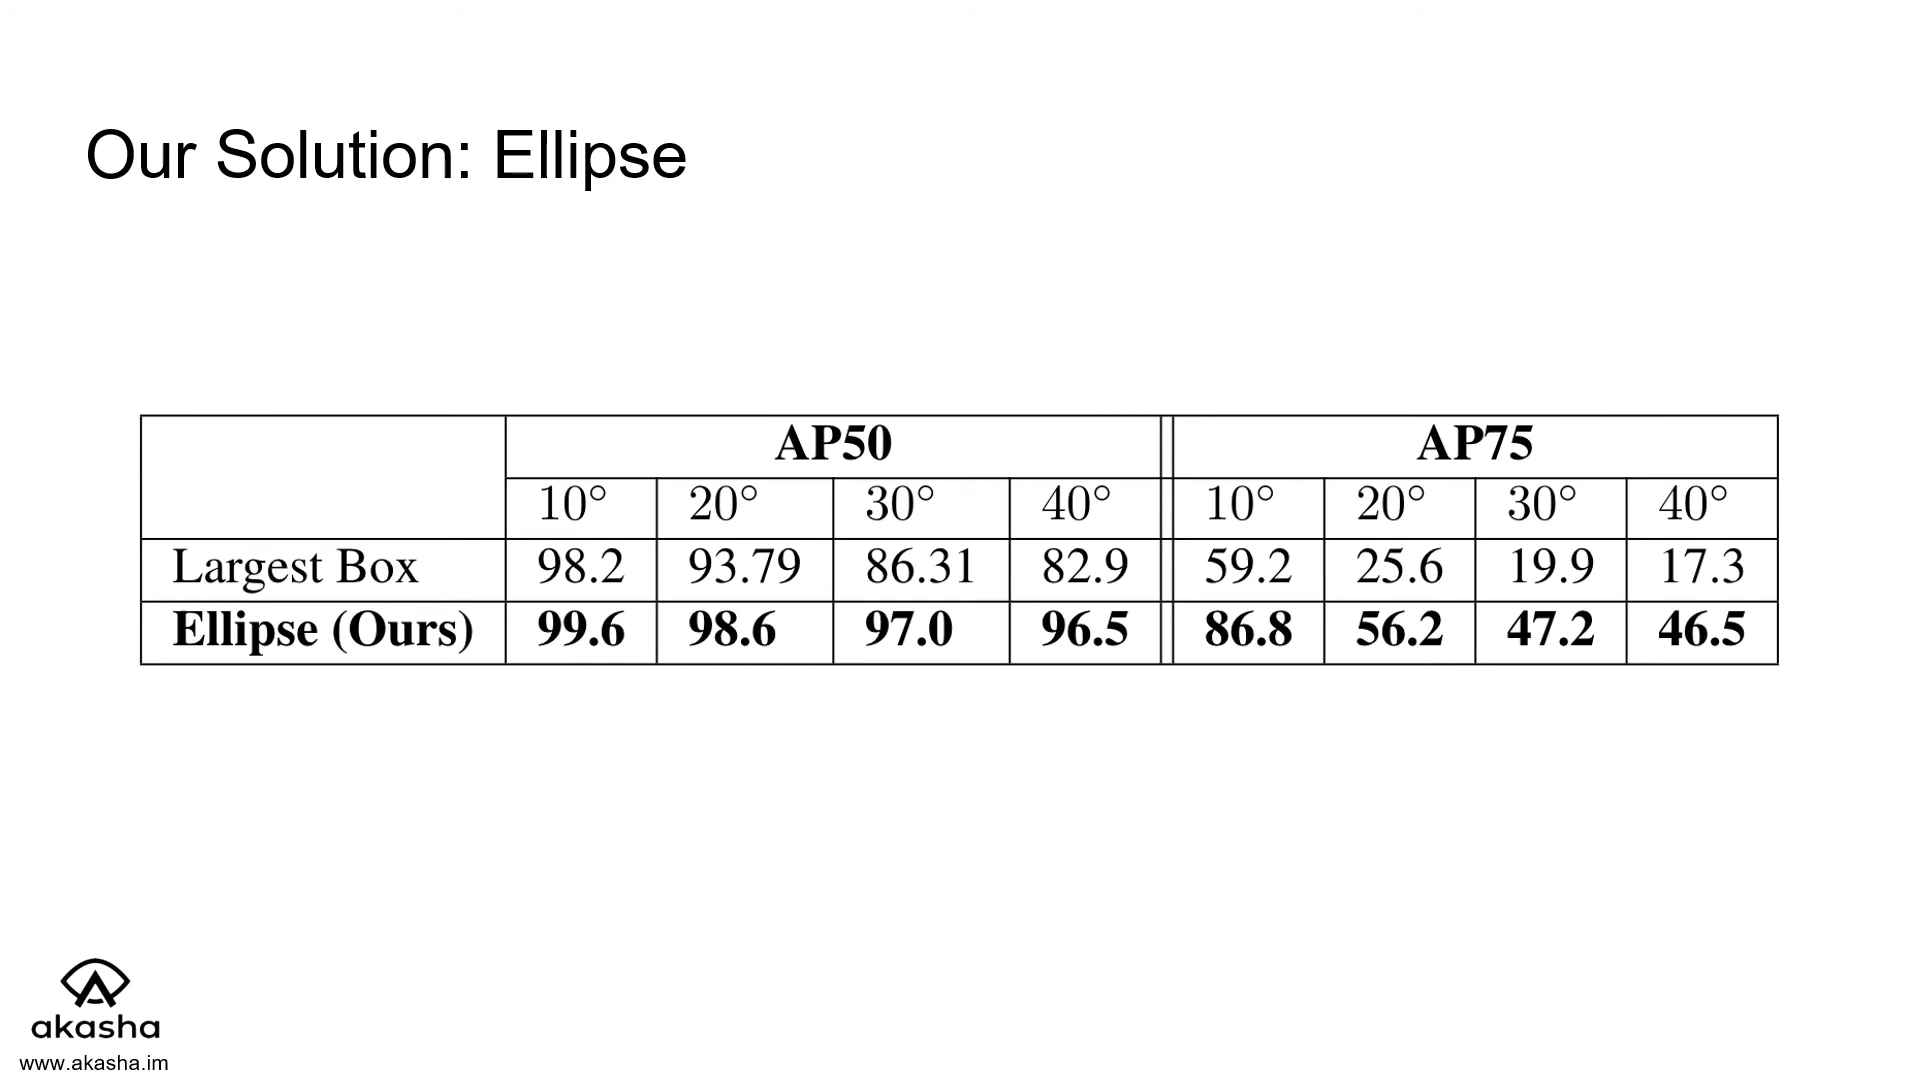 Our Solution: Ellipse
AP50 AP75
10° 20° 30° 40° 10° 20° 30° 40°
Largest Box 98.2 93.79 86.31 82.9 59.2 25.6 19.9 17.3
Ellipse (Ours) 99.6 98.6 97.0 96.5 86.8 56.2 47.2 46.5
akasha
www.akasha.im